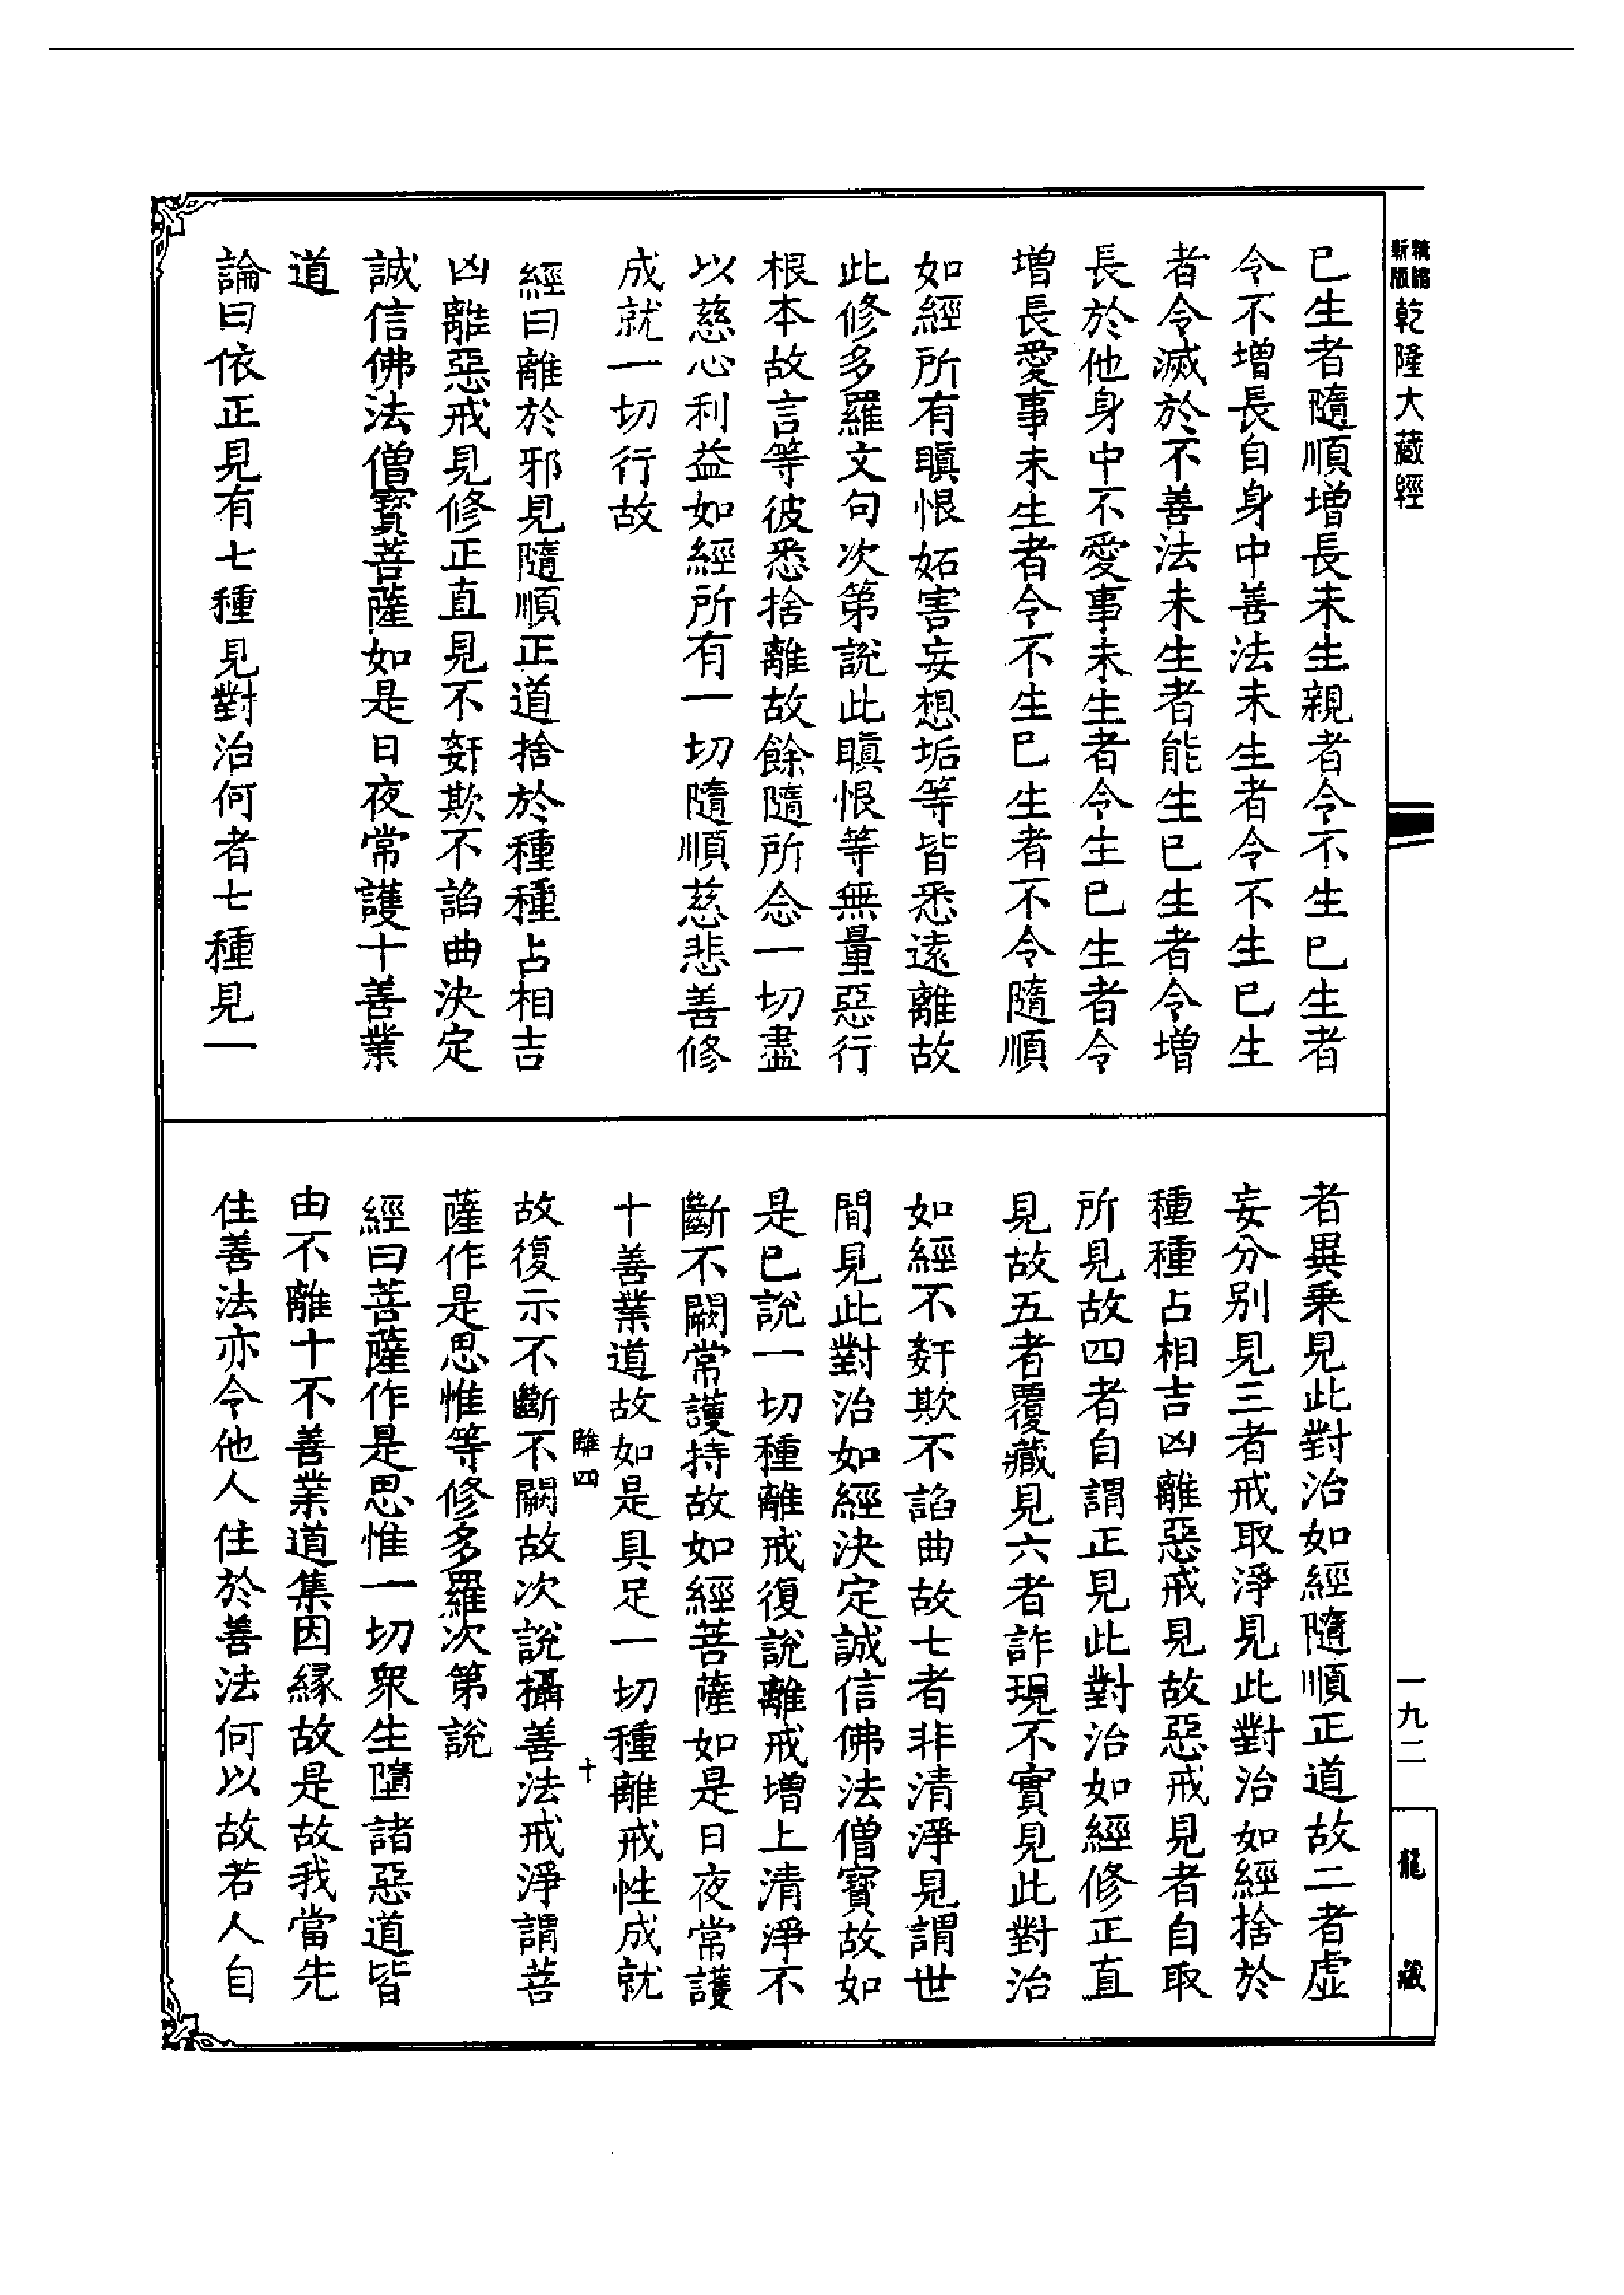 精縮
新版
乾隆大藏經
已生者隨順增長未生親者令不生已生者
令不增長自身中善法未生者令不生已生
者令滅於不善法未生者能生已生者令增
長於他身中不愛事未生者令生已生者令
增長愛事未生者令不生已生者不令隨順
如經所有瞋恨妬害妄想垢等皆悉遠離故
此修多羅文句次第說此瞋恨等無量惡行
根本故言等彼悉捨離故餘隨所念一切盡
以慈心利益如經所有一切隨順慈悲善修
成就一切行故
經曰離於邪見隨順正道捨於種種占相吉
凶離惡戒見修正直見不姧欺不諂曲決定
誠信佛法僧寶菩薩如是日夜常護十善業
道
論曰依正見有七種見對治何者七種見一
者異乘見此對治如經隨順正道故二者虛
妄分別見三者戒取淨見此對治如經捨於
種種占相吉凶離惡戒見故惡戒見者自取
所見故四者自謂正見此對治如經修正直
見故五者覆藏見六者詐現不實見此對治
如經不姧欺不諂曲故七者非清淨見謂世
間見此對治如經決定誠信佛法僧寶故如
是已說一切種離戒復說離戒增上清淨不
斷不闕常護持故如經菩薩如是日夜常護
十善業道故如是具足一切種離戒性成就
離四
十
故復示不斷不闕故次說攝善法戒淨謂菩
薩作是思惟等修多羅次第說
經曰菩薩作是思惟一切衆生墮諸惡道皆
由不離十不善業道集因緣故是故我當先
住善法亦令他人住於善法何以故若人自
一九二
龍藏